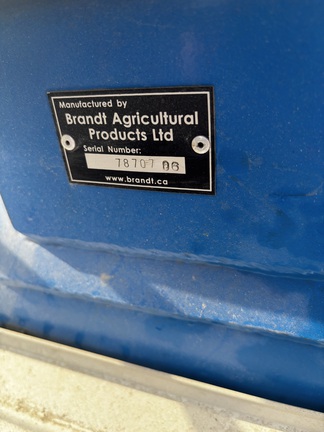 Manufactured by
Brandt Agricultural
Products Ltd
Serial Number:
78707 06
www.brandt.ca